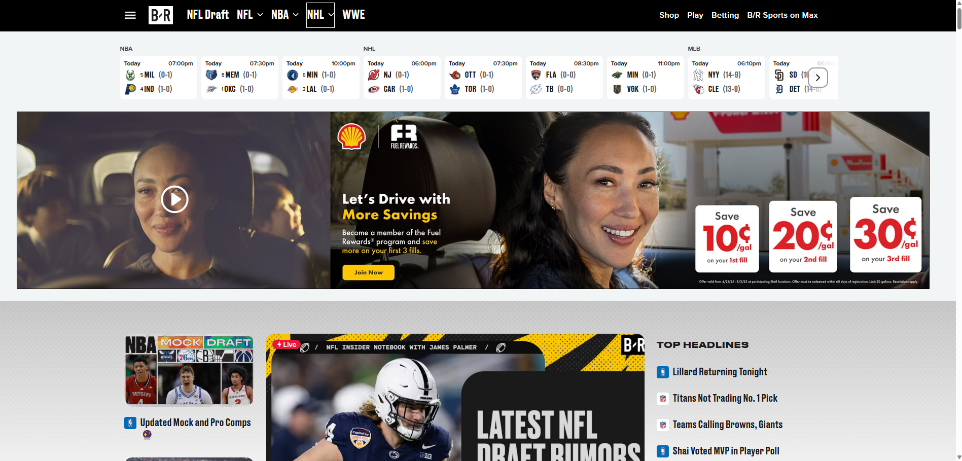 B/R NFL Draft NFL NBA NHL WWE Shop Play Betting B/R Sports on Max
NBA NHL MLB
Today 07:00pm Today 07:30pm Today 10:00pm Today 06:00pm Today 07:30pm Today 08:30pm Today 11:00pm Today 06:10pm Today
5 MIL (0-1) 8 MEM (0-1) 6 MIN (1-0) NJ (0-1) OTT (0-1) FLA (0-0) MIN (0-1) NYY (14-9) SD
4 IND (1-0) 1 OKC (1-0) 3 LAL (0-1) CAR (1-0) TOR (1-0) TB (0-0) VGK (1-0) CLE (13-9) DET
FUEL REWARDS
Let's Drive with
More Savings
Become a member of the Fuel
Rewards® program and save
more on your first 3 fills.
Join Now
Save
10¢/gal
on your 1st fill
Save
20¢/gal
on your 2nd fill
Save
30¢/gal
on your 3rd fill
NBA MOCK DRAFT
Updated Mock and Pro Comps
Live
/ NFL INSIDER NOTEBOOK WITH JAMES PALMER /
B/R
LATEST NFL
DRAFT RUMORS
TOP HEADLINES
Lillard Returning Tonight
Titans Not Trading No. 1 Pick
Teams Calling Browns, Giants
Shai Voted MVP in Player Poll